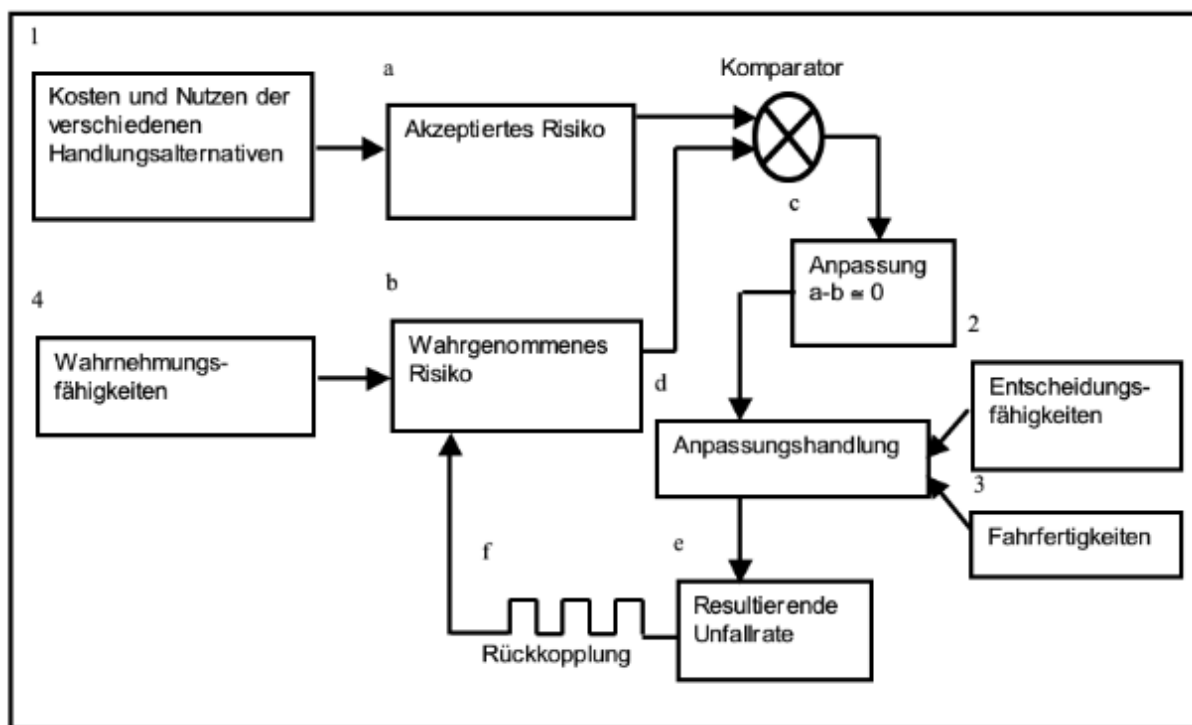 1
Kosten und Nutzen der
verschiedenen
Handlungsalternativen
a
Akzeptiertes Risiko
Komparator
c
Anpassung
a-b ≅ 0
2
4
Wahrnehmungs-
fähigkeiten
b
Wahrgenommenes
Risiko
d
Anpassungshandlung
Entscheidungs-
fähigkeiten
3
Fahrfertigkeiten
e
Resultierende
Unfallrate
f
Rückkopplung